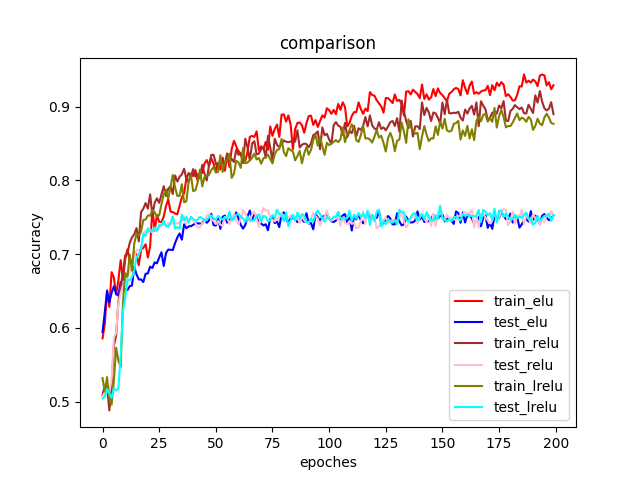 comparison
accuracy
0.9
0.8
0.7
0.6
0.5
0 25 50 75 100 125 150 175 200
epoches
train_elu
test_elu
train_relu
test_relu
train_lrelu
test_lrelu